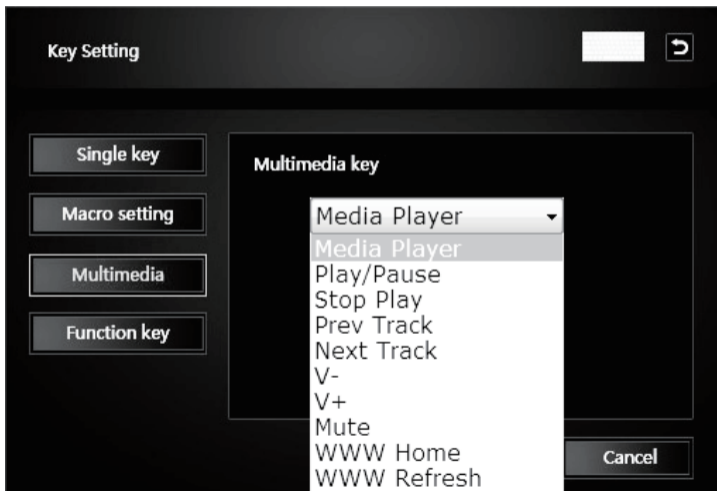 Key Setting
Single key
Macro setting
Multimedia
Function key
Multimedia key
Media Player
Media Player
Play/Pause
Stop Play
Prev Track
Next Track
V-
V+
Mute
WWW Home
WWW Refresh
Cancel